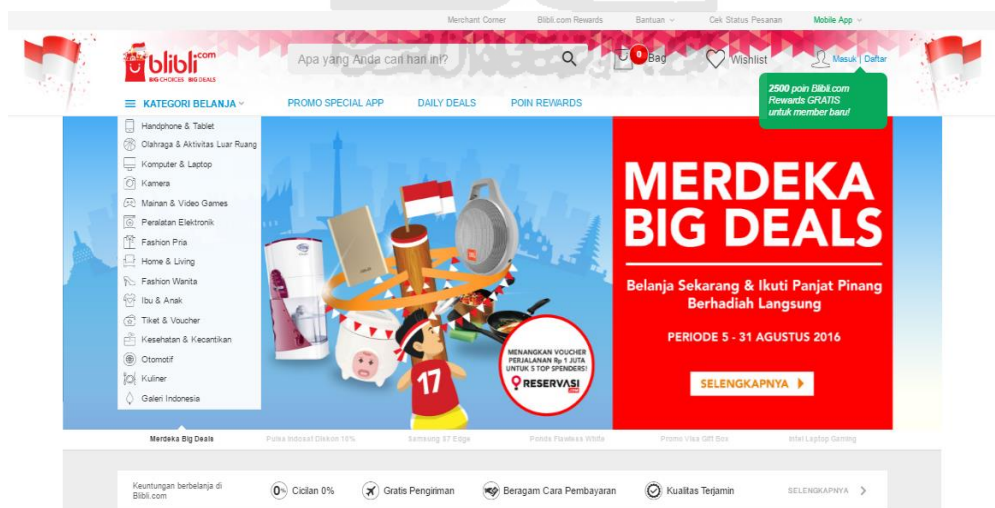 Merchant Corner Blibli.com Rewards Bantuan Cek Status Pesanan Mobile App
blibli.com
BIG CHOICES BIG DEALS
Apa yang Anda cari hari ini?
0 Bag
Wishlist
Masuk | Daftar
2500 poin Blibli.com
Rewards GRATIS
untuk member baru!
KATEGORI BELANJA PROMO SPECIAL APP DAILY DEALS POIN REWARDS
Handphone & Tablet
Olahraga & Aktivitas Luar Ruang
Komputer & Laptop
Kamera
Mainan & Video Games
Peralatan Elektronik
Fashion Pria
Home & Living
Fashion Wanita
Ibu & Anak
Tiket & Voucher
Kesehatan & Kecantikan
Otomotif
Kuliner
Galeri Indonesia
JBL
17
MENANGKAN VOUCHER
PERJALANAN Rp 1 JUTA
UNTUK 5 TOP SPENDERS!
RESERVASI
.COM
MERDEKA
BIG DEALS
Belanja Sekarang & Ikuti Panjat Pinang
Berhadiah Langsung
PERIODE 5 - 31 AGUSTUS 2016
SELENGKAPNYA
Merdeka Big Deals Pulsa Indosat Diskon 10% Samsung S7 Edge Ponds Flawless White Promo Visa Gift Box Intel Laptop Gaming
Keuntungan berbelanja di
Blibli.com
0% Cicilan 0% Gratis Pengiriman Beragam Cara Pembayaran Kualitas Terjamin SELENGKAPNYA